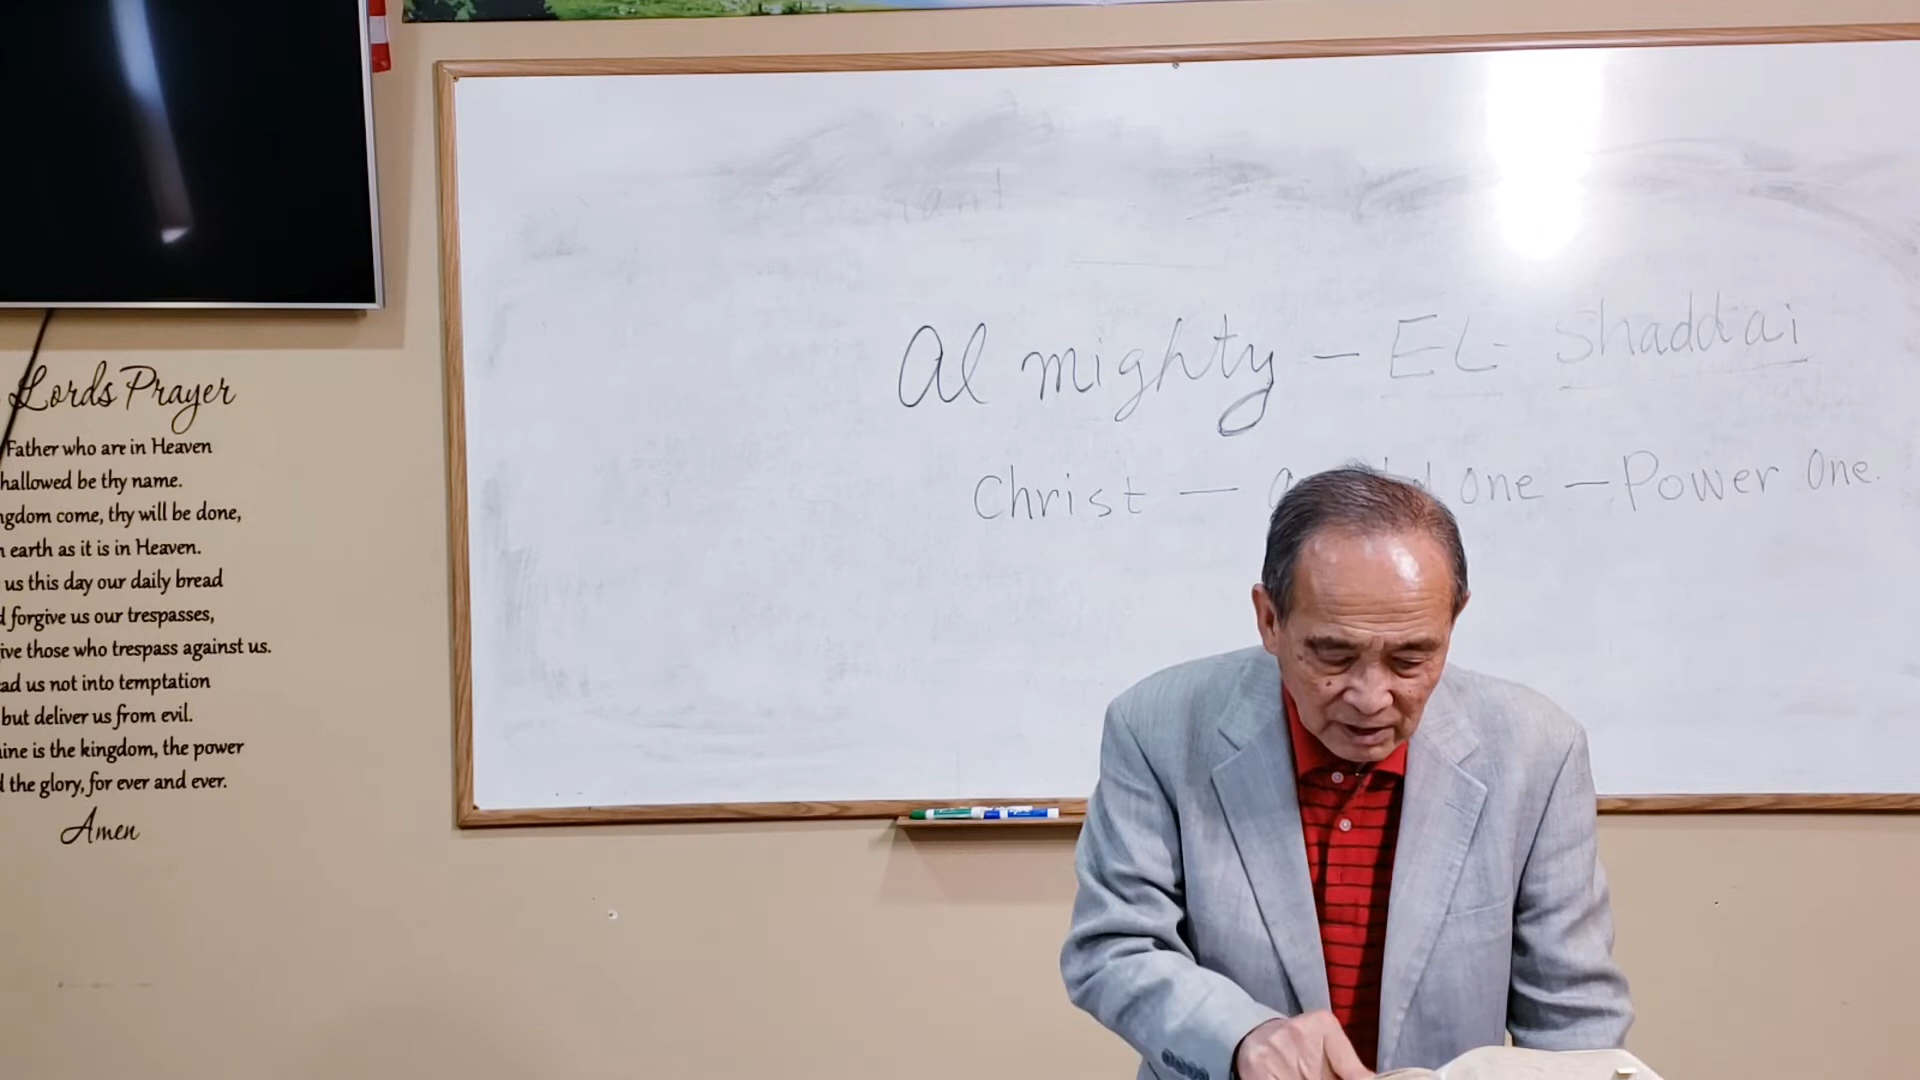 Lords Prayer
Father who are in Heaven
hallowed be thy name.
ngdom come, thy will be done,
earth as it is in Heaven.
us this day our daily bread
forgive us our trespasses,
ive those who trespass against us.
ad us not into temptation
but deliver us from evil.
ine is the kingdom, the power
the glory, for ever and ever.
Amen
Al mighty — EL- Shaddai
Christ — one — Power One.